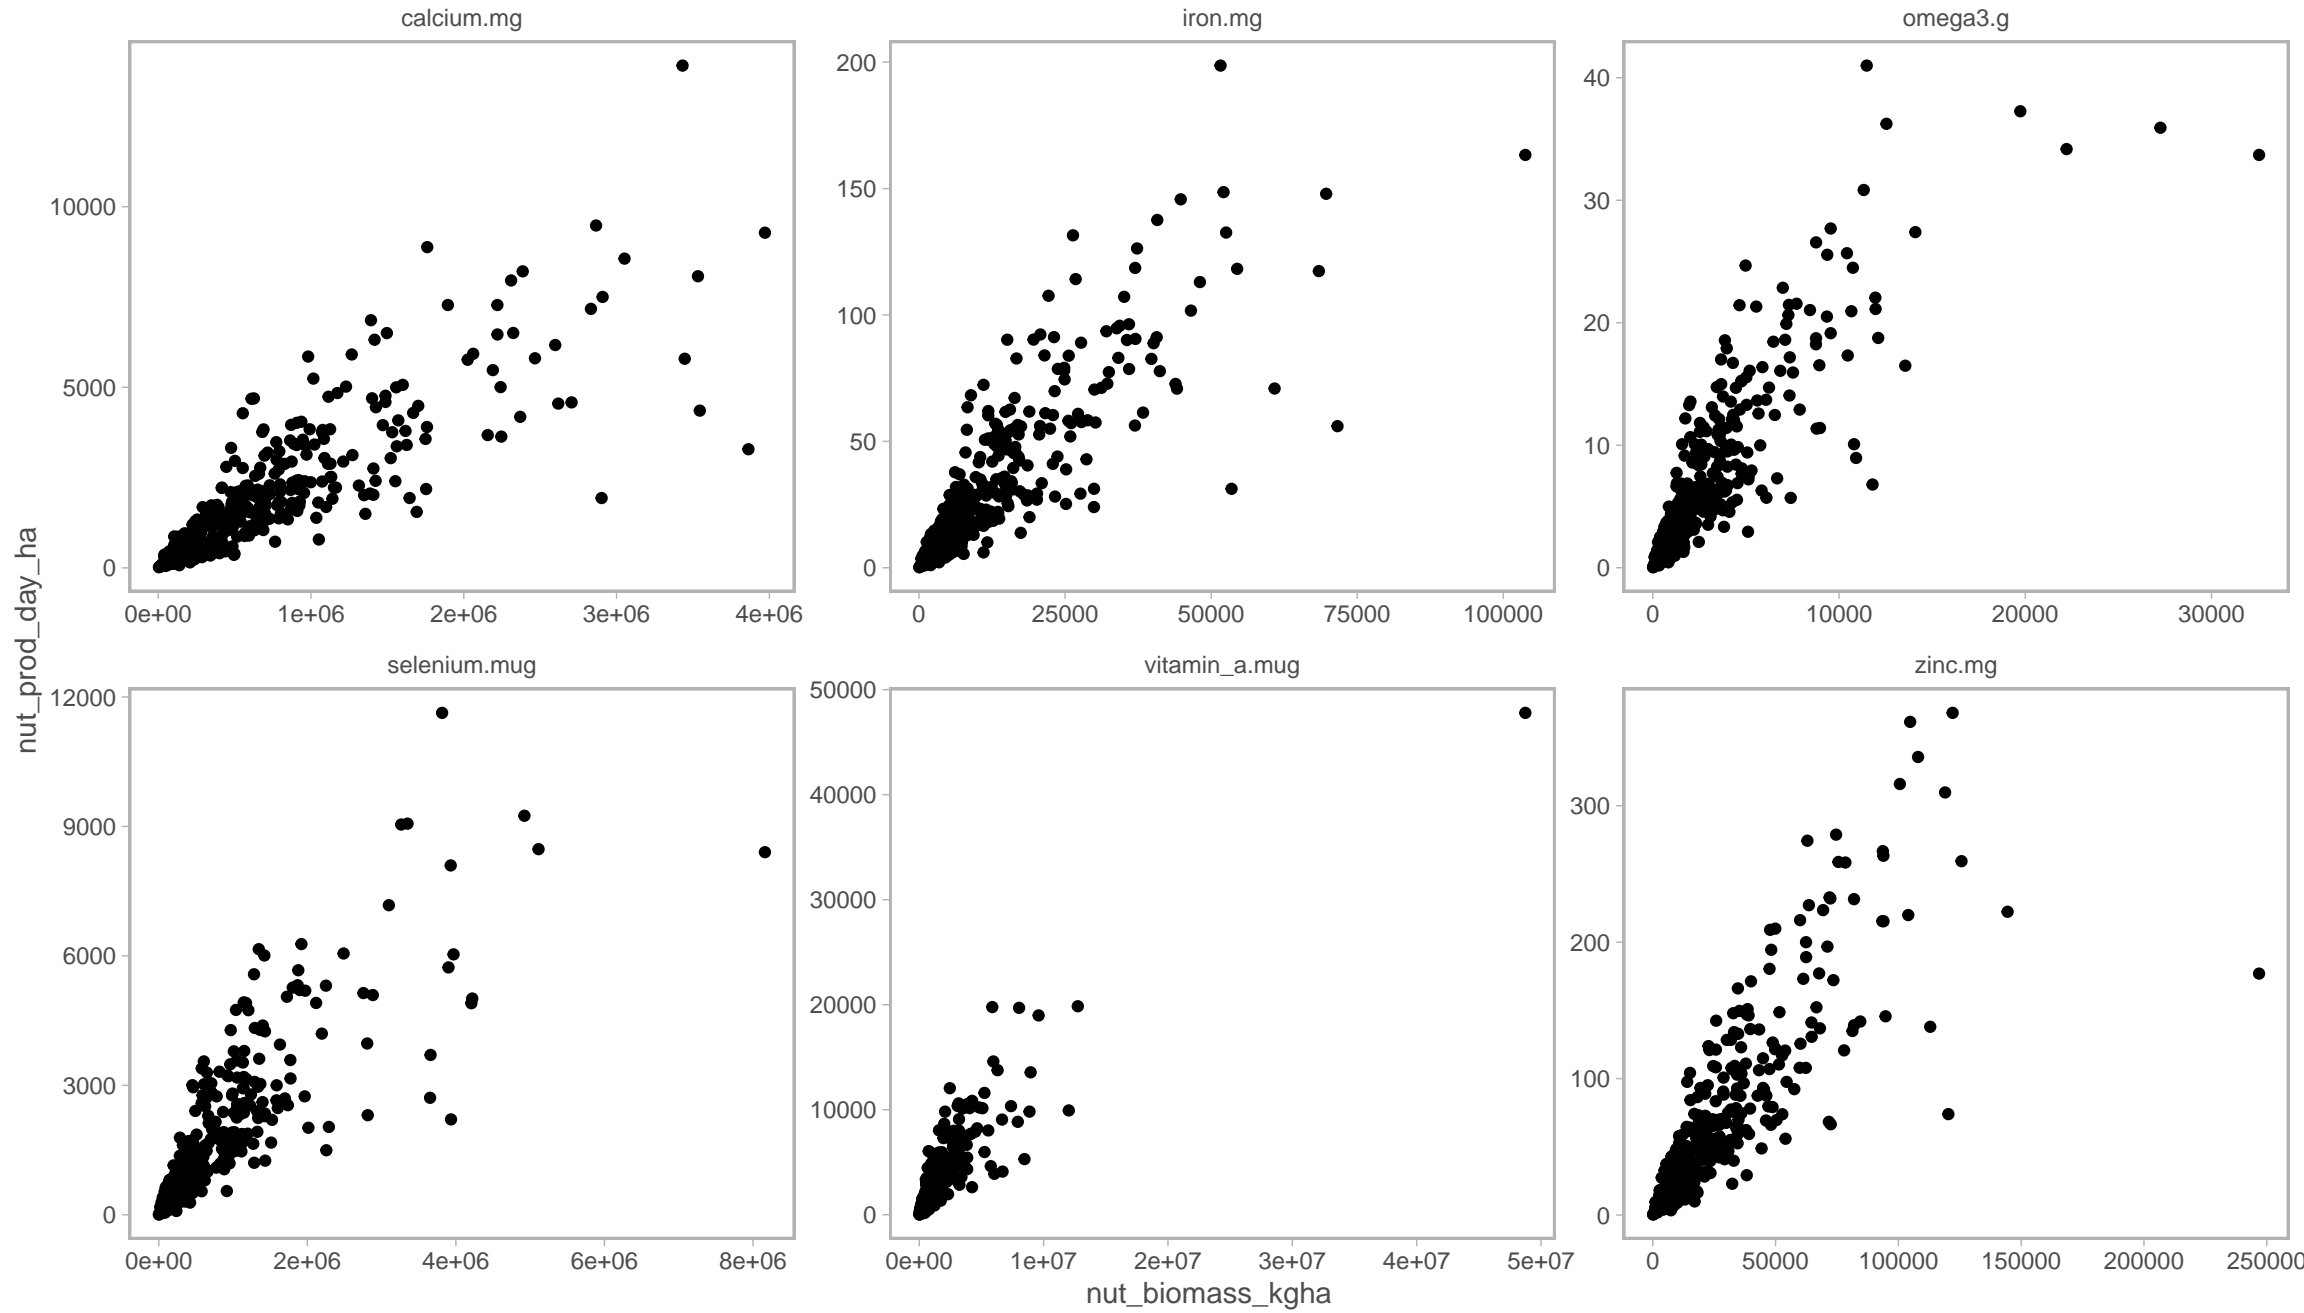 calcium.mg iron.mg omega3.g
10000
5000
0
200
150
100
50
0
40
30
20
10
0
0e+00 1e+06 2e+06 3e+06 4e+06
0 25000 50000 75000 100000
0 10000 20000 30000
nut_prod_day_ha
selenium.mug vitamin_a.mug zinc.mg
12000
9000
6000
3000
0
50000
40000
30000
20000
10000
0
300
200
100
0
0e+00 2e+06 4e+06 6e+06 8e+06
0e+00 1e+07 2e+07 3e+07 4e+07 5e+07
0 50000 100000 150000 200000 250000
nut_biomass_kgha